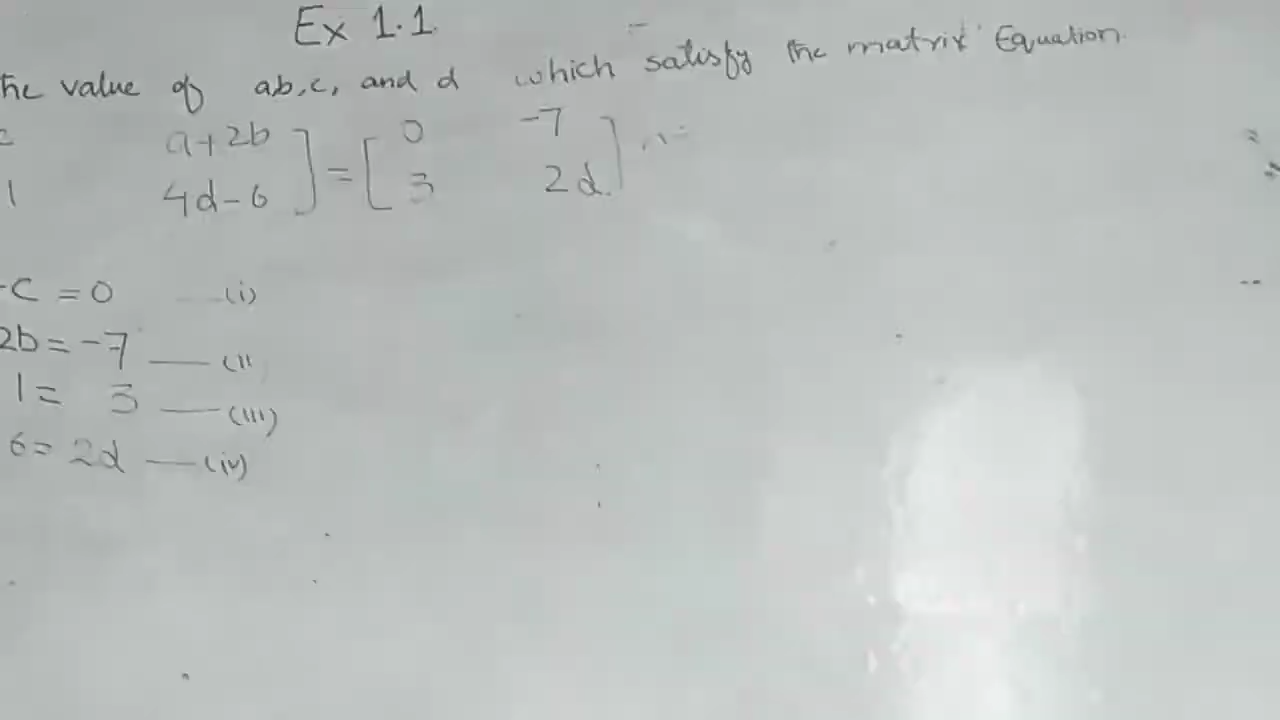 Ex 1.1
the value of ab,c, and d which satisfy the matrix Equation.
c a+2b ] = [ 0 -7 ]
1 4d-6 3 2d.
-c = 0 —(i)
2b = -7 —(ii
1 = 3 —(iii)
6 = 2d —(iv)